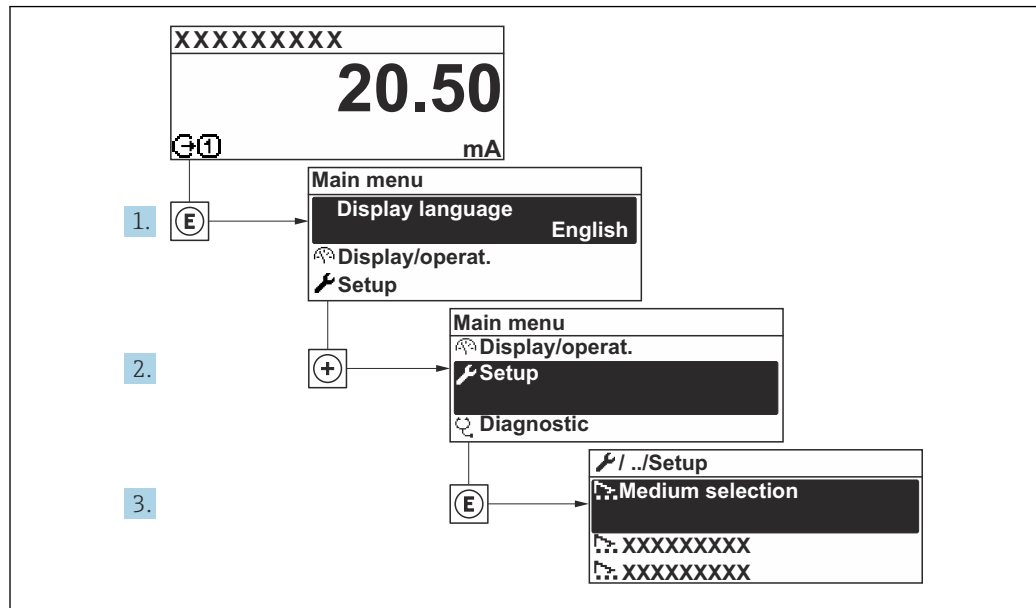 XXXXXXXXX
20.50
1 mA
1. E
Main menu
Display language
English
Display/operat.
Setup
2. +
Main menu
Display/operat.
Setup
Diagnostic
3. E
/ ../Setup
Medium selection
XXXXXXXXX
XXXXXXXXX